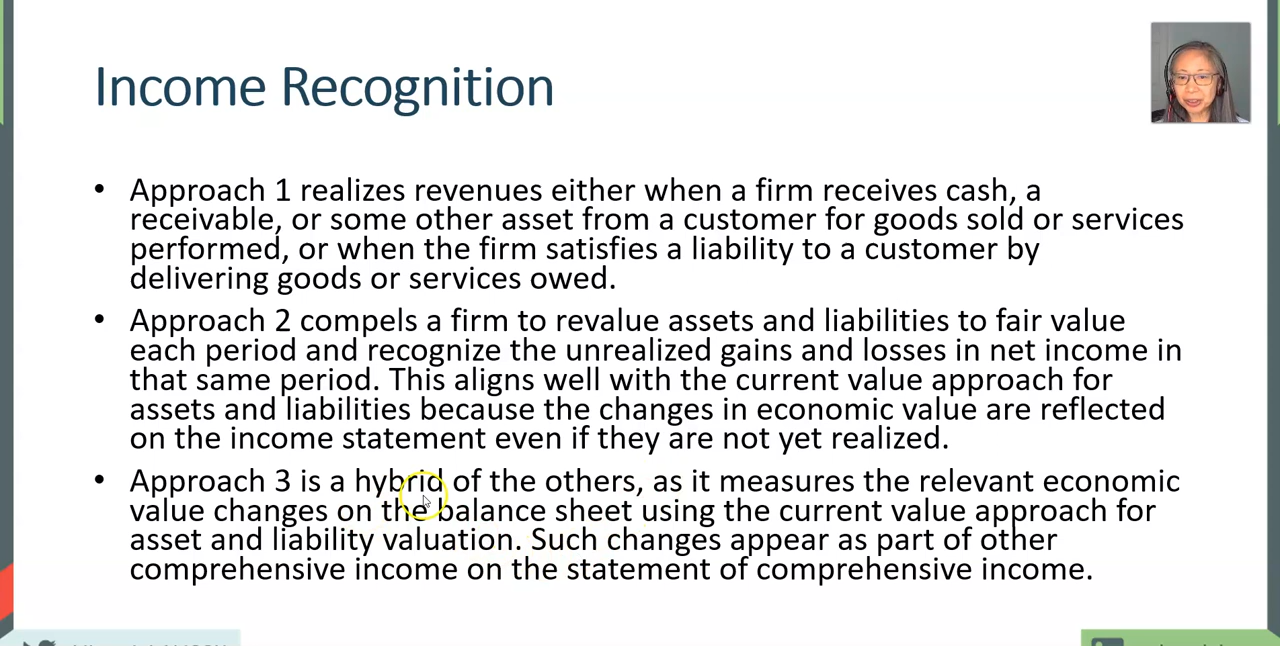 Income Recognition
• Approach 1 realizes revenues either when a firm receives cash, a
receivable, or some other asset from a customer for goods sold or services
performed, or when the firm satisfies a liability to a customer by
delivering goods or services owed.
• Approach 2 compels a firm to revalue assets and liabilities to fair value
each period and recognize the unrealized gains and losses in net income in
that same period. This aligns well with the current value approach for
assets and liabilities because the changes in economic value are reflected
on the income statement even if they are not yet realized.
• Approach 3 is a hybrid of the others, as it measures the relevant economic
value changes on the balance sheet using the current value approach for
asset and liability valuation. Such changes appear as part of other
comprehensive income on the statement of comprehensive income.